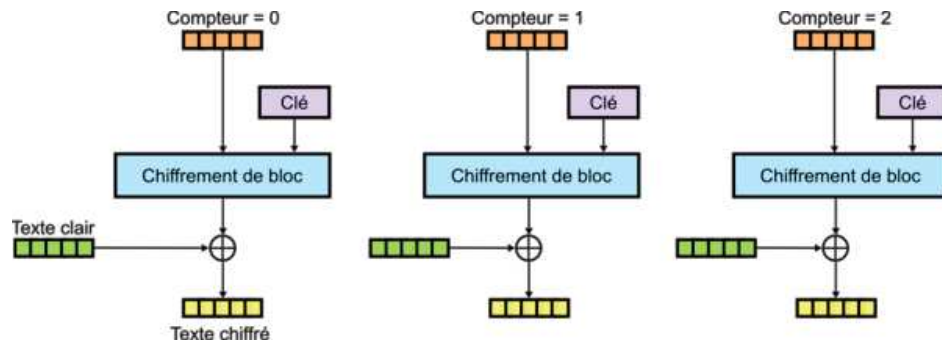 Compteur = 0
Compteur = 1
Compteur = 2
Clé
Clé
Clé
Chiffrement de bloc
Chiffrement de bloc
Chiffrement de bloc
Texte clair
Texte chiffré